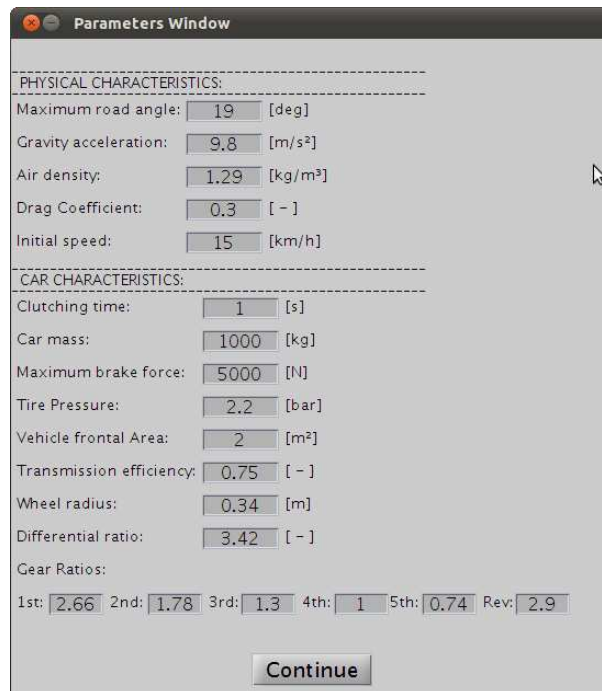 Parameters Window
PHYSICAL CHARACTERISTICS:
Maximum road angle: 19 [deg]
Gravity acceleration: 9.8 [m/s²]
Air density: 1.29 [kg/m³]
Drag Coefficient: 0.3 [-]
Initial speed: 15 [km/h]
CAR CHARACTERISTICS:
Clutching time: 1 [s]
Car mass: 1000 [kg]
Maximum brake force: 5000 [N]
Tire Pressure: 2.2 [bar]
Vehicle frontal Area: 2 [m²]
Transmission efficiency: 0.75 [-]
Wheel radius: 0.34 [m]
Differential ratio: 3.42 [-]
Gear Ratios:
1st: 2.66 2nd: 1.78 3rd: 1.3 4th: 1 5th: 0.74 Rev: 2.9
Continue